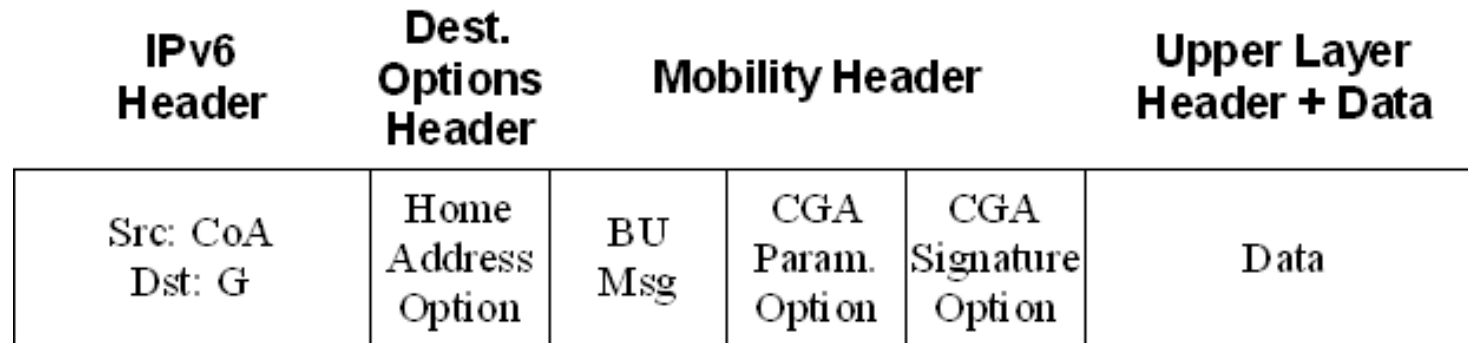 IPv6
Header
Dest.
Options
Header
Mobility Header
Upper Layer
Header + Data
Src: CoA
Dst: G
Home
Address
Option
BU
Msg
CGA
Param.
Option
CGA
Signature
Option
Data